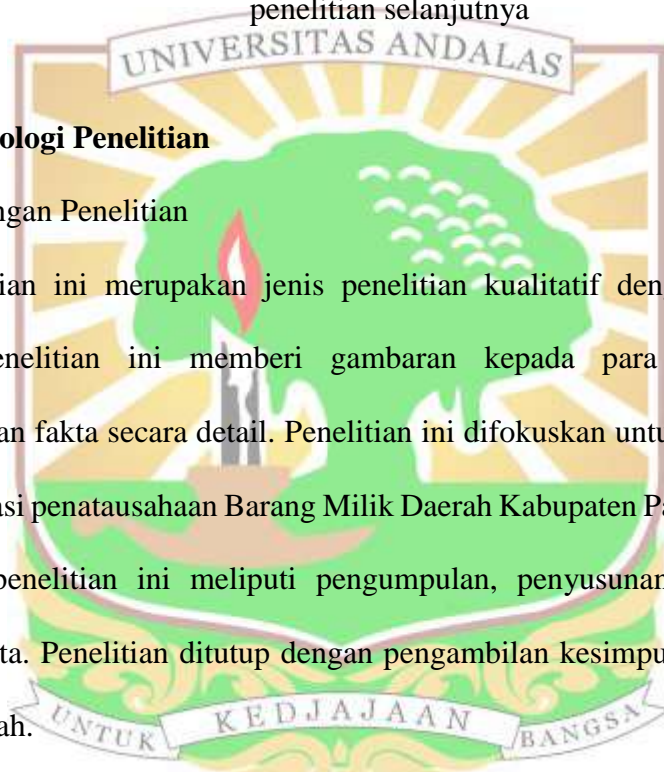 penelitian selanjutnya
UNIVERSITAS ANDALAS
ologi Penelitian
ngan Penelitian
ian ini merupakan jenis penelitian kualitatif den
enelitian ini memberi gambaran kepada para
an fakta secara detail. Penelitian ini difokuskan untu
asi penatausahaan Barang Milik Daerah Kabupaten Pa
penelitian ini meliputi pengumpulan, penyusunan
ta. Penelitian ditutup dengan pengambilan kesimpu
ah.
UNTUK KEDJAJAAN BANGSA